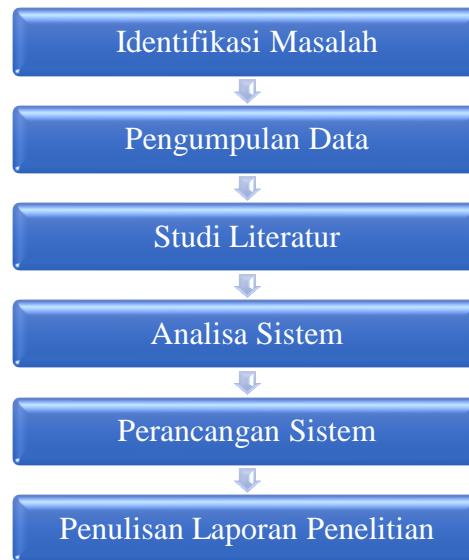 Identifikasi Masalah
Pengumpulan Data
Studi Literatur
Analisa Sistem
Perancangan Sistem
Penulisan Laporan Penelitian